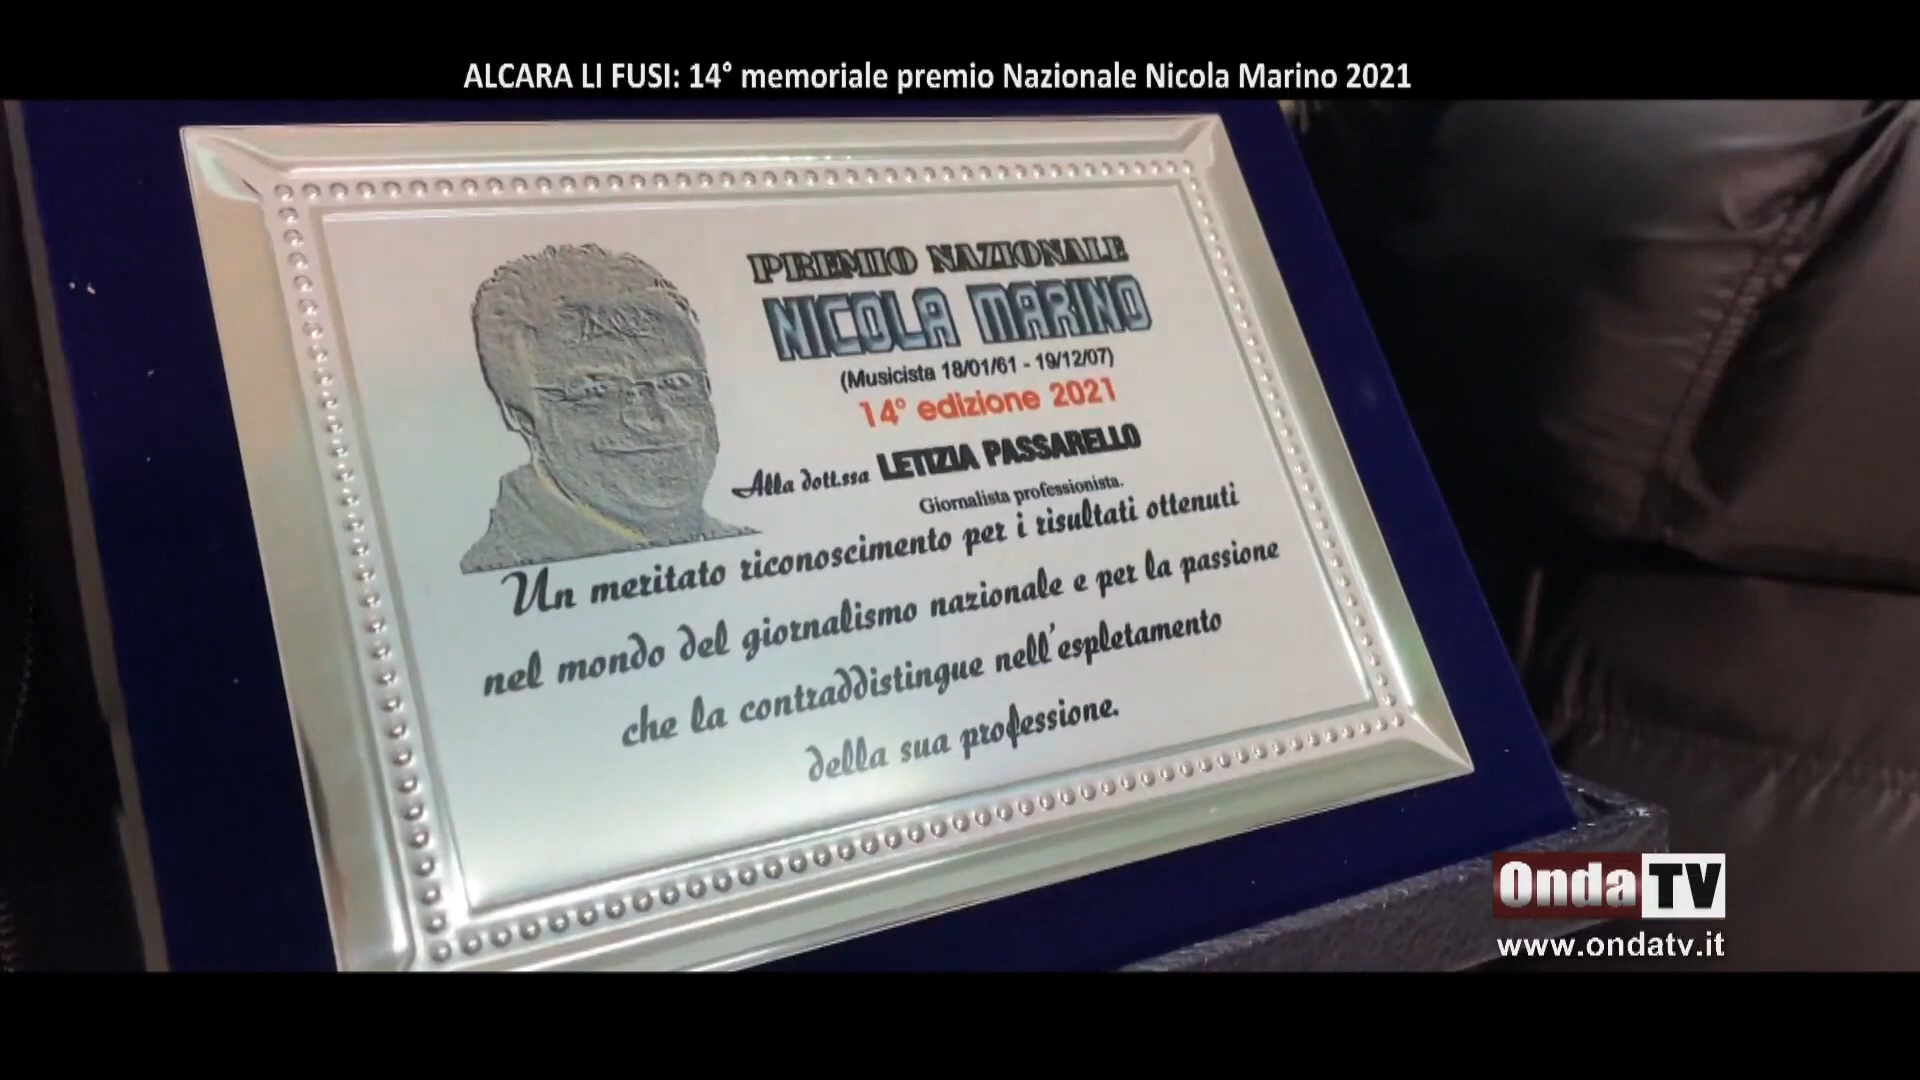 ALCARA LI FUSI: 14° memoriale premio Nazionale Nicola Marino 2021
PREMIO NAZIONALE
NICOLA MARINO
(Musicista 18/01/61 - 19/12/07)
14° edizione 2021
Alla dott.ssa LETIZIA PASSARELLO
Giornalista professionista.
Un meritato riconoscimento per i risultati ottenuti
nel mondo del giornalismo nazionale e per la passione
che la contraddistingue nell'espletamento
della sua professione.
Onda TV
www.ondatv.it